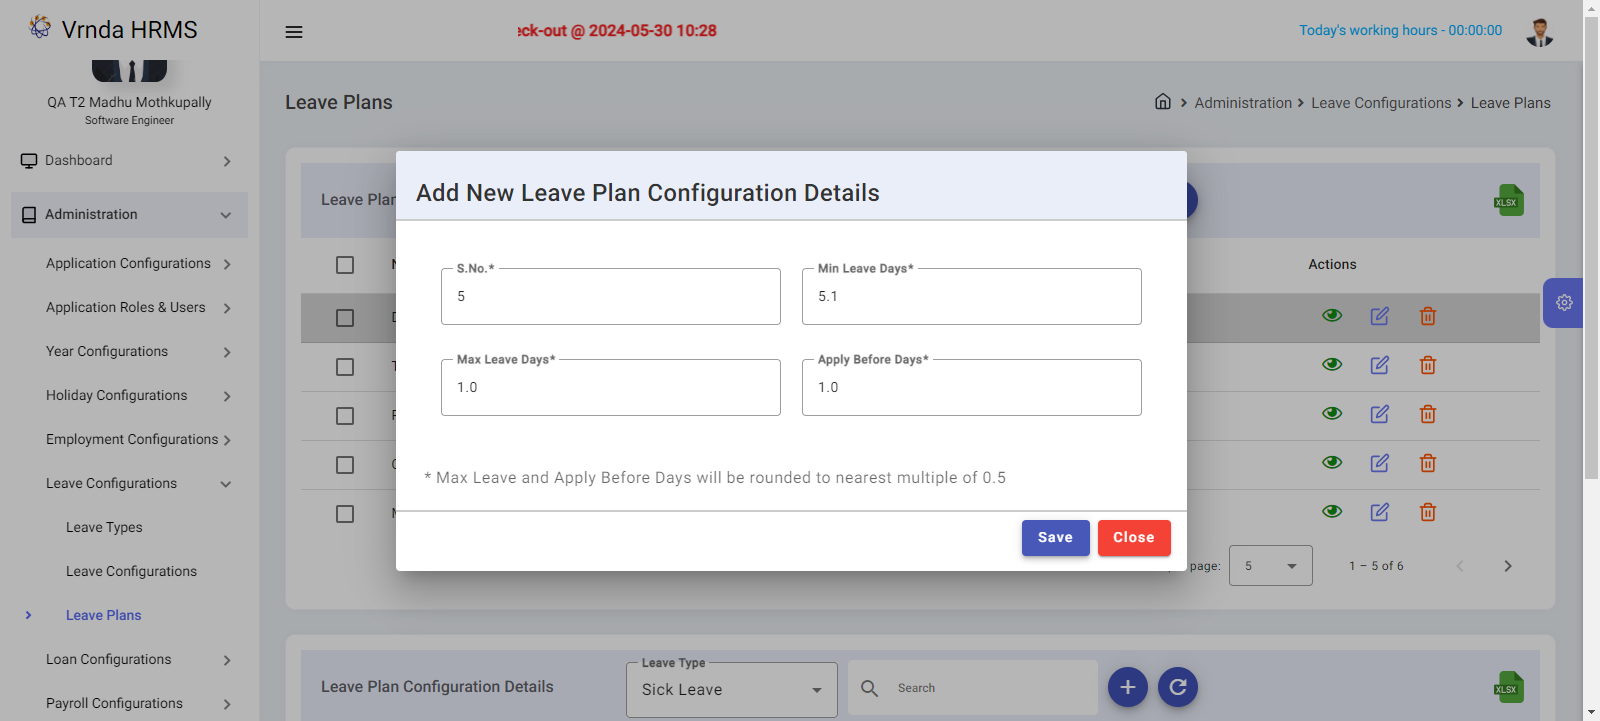 Vrnda HRMS
eck-out @ 2024-05-30 10:28
Today's working hours - 00:00:00
QA T2 Madhu Mothkupally
Software Engineer
Dashboard
Administration
Application Configurations
Application Roles & Users
Year Configurations
Holiday Configurations
Employment Configurations
Leave Configurations
Leave Types
Leave Configurations
Leave Plans
Loan Configurations
Payroll Configurations
Leave Plans
Administration
Leave Configurations
Leave Plans
Leave Plan
XLSX
Actions
Add New Leave Plan Configuration Details
S.No.*
5
Min Leave Days*
5.1
Max Leave Days*
1.0
Apply Before Days*
1.0
* Max Leave and Apply Before Days will be rounded to nearest multiple of 0.5
Save
Close
page:
5
1 – 5 of 6
Leave Plan Configuration Details
Leave Type
Sick Leave
Search
XLSX